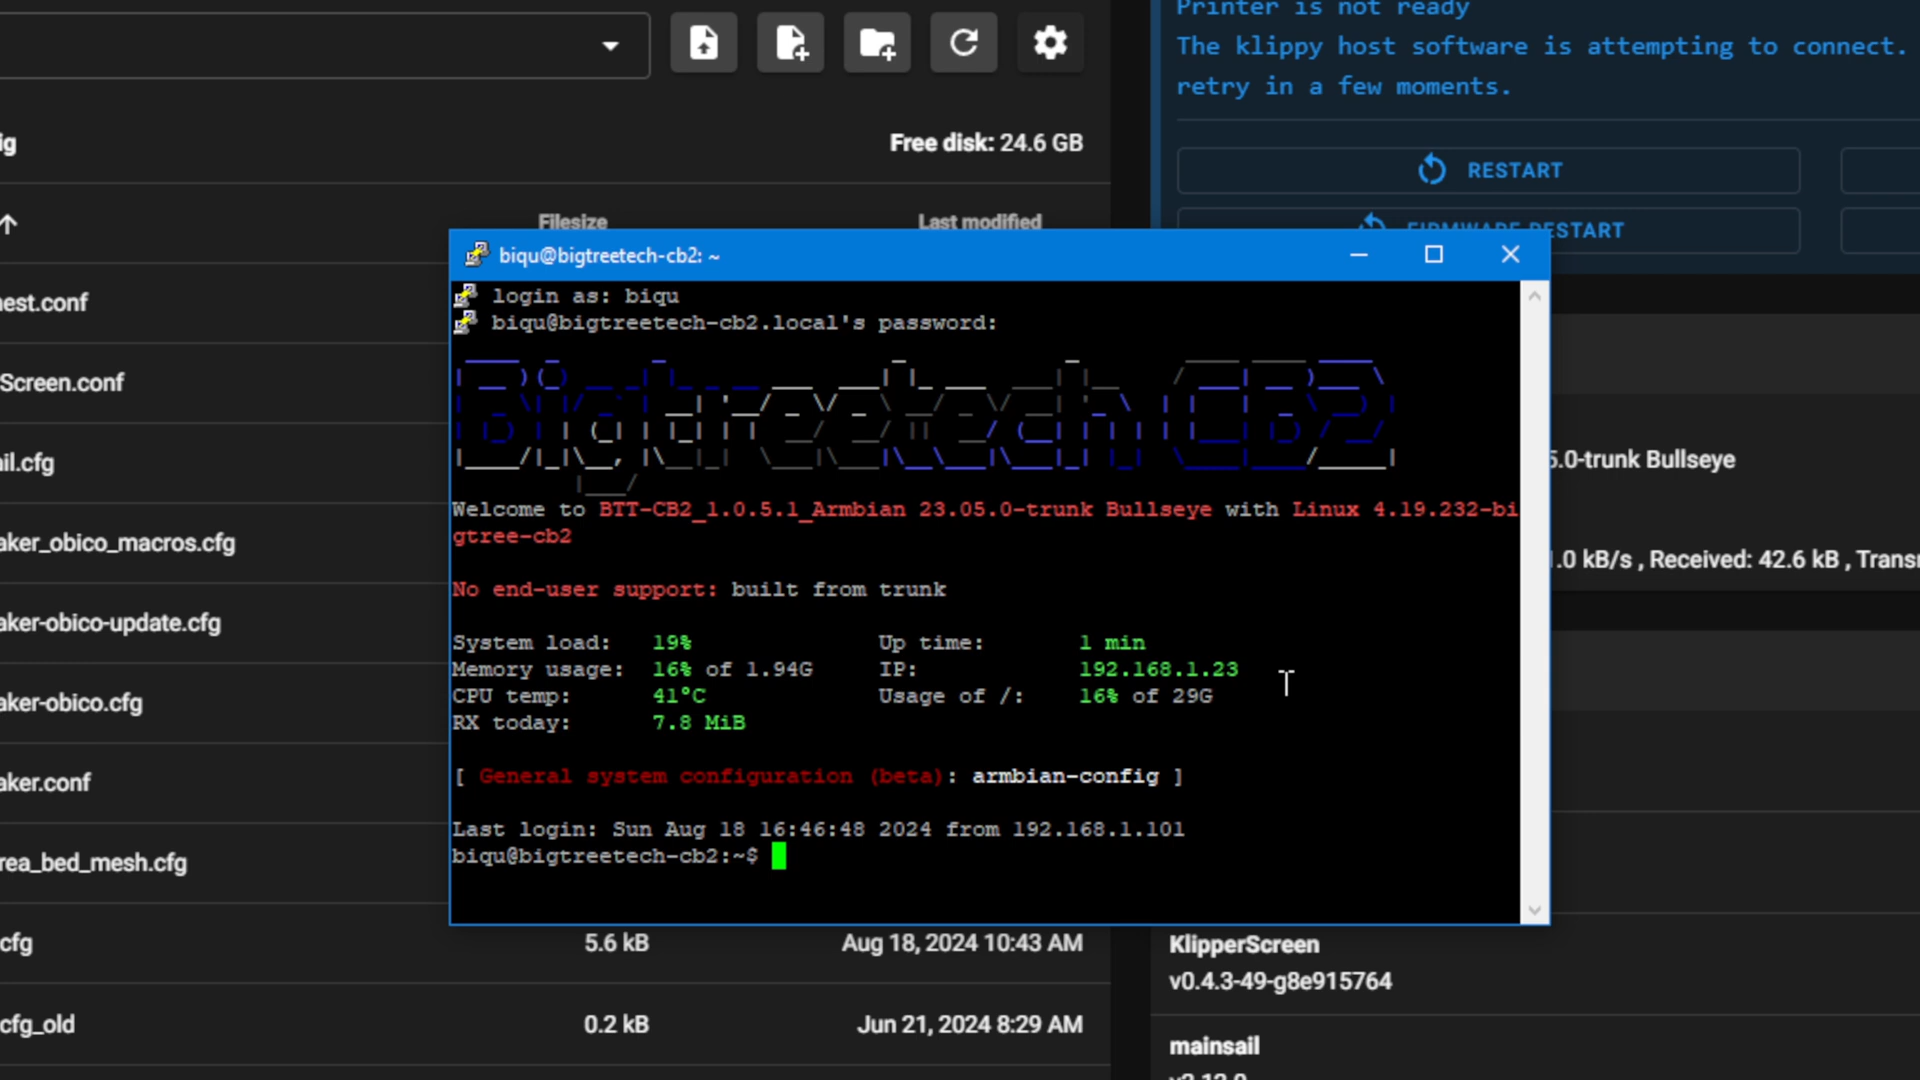 Printer is not ready
The klippy host software is attempting to connect.
retry in a few moments.
ig
Free disk: 24.6 GB
RESTART
Filesize
Last modified
FIRMWARE RESTART
biqu@bigtreetech-cb2: ~
nest.conf
login as: biqu
biqu@bigtreetech-cb2.local's password:
Screen.conf
Bigtreetech CB2
il.cfg
5.0-trunk Bullseye
Welcome to BTT-CB2_1.0.5.1_Armbian 23.05.0-trunk Bullseye with Linux 4.19.232-bi
gtree-cb2
aker_obico_macros.cfg
1.0 kB/s , Received: 42.6 kB , Transm
No end-user support: built from trunk
aker-obico-update.cfg
System load: 19% Up time: 1 min
Memory usage: 16% of 1.94G IP: 192.168.1.23
CPU temp: 41°C Usage of /: 16% of 29G
aker-obico.cfg
RX today: 7.8 MiB
[ General system configuration (beta): armbian-config ]
aker.conf
Last login: Sun Aug 18 16:46:48 2024 from 192.168.1.101
biqu@bigtreetech-cb2:~$
rea_bed_mesh.cfg
cfg 5.6 kB Aug 18, 2024 10:43 AM
KlipperScreen
v0.4.3-49-g8e915764
cfg_old 0.2 kB Jun 21, 2024 8:29 AM
mainsail